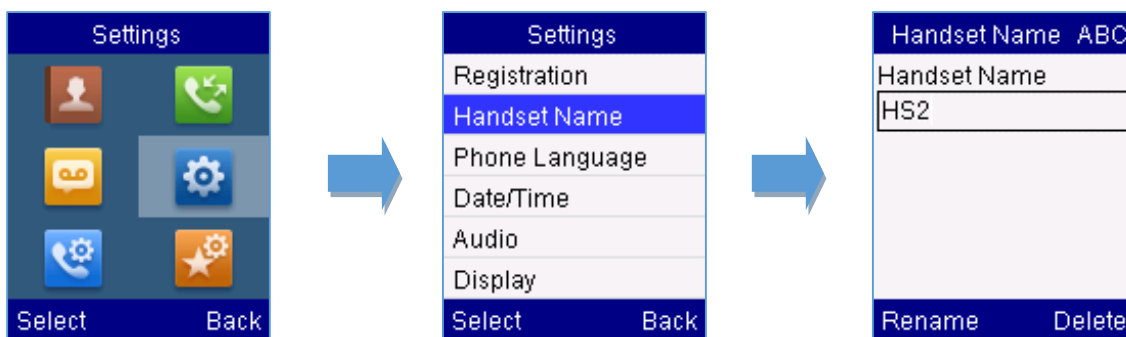 Settings
Select Back
Settings
Registration
Handset Name
Phone Language
Date/Time
Audio
Display
Select Back
Handset Name ABC
Handset Name
HS2
Rename Delete